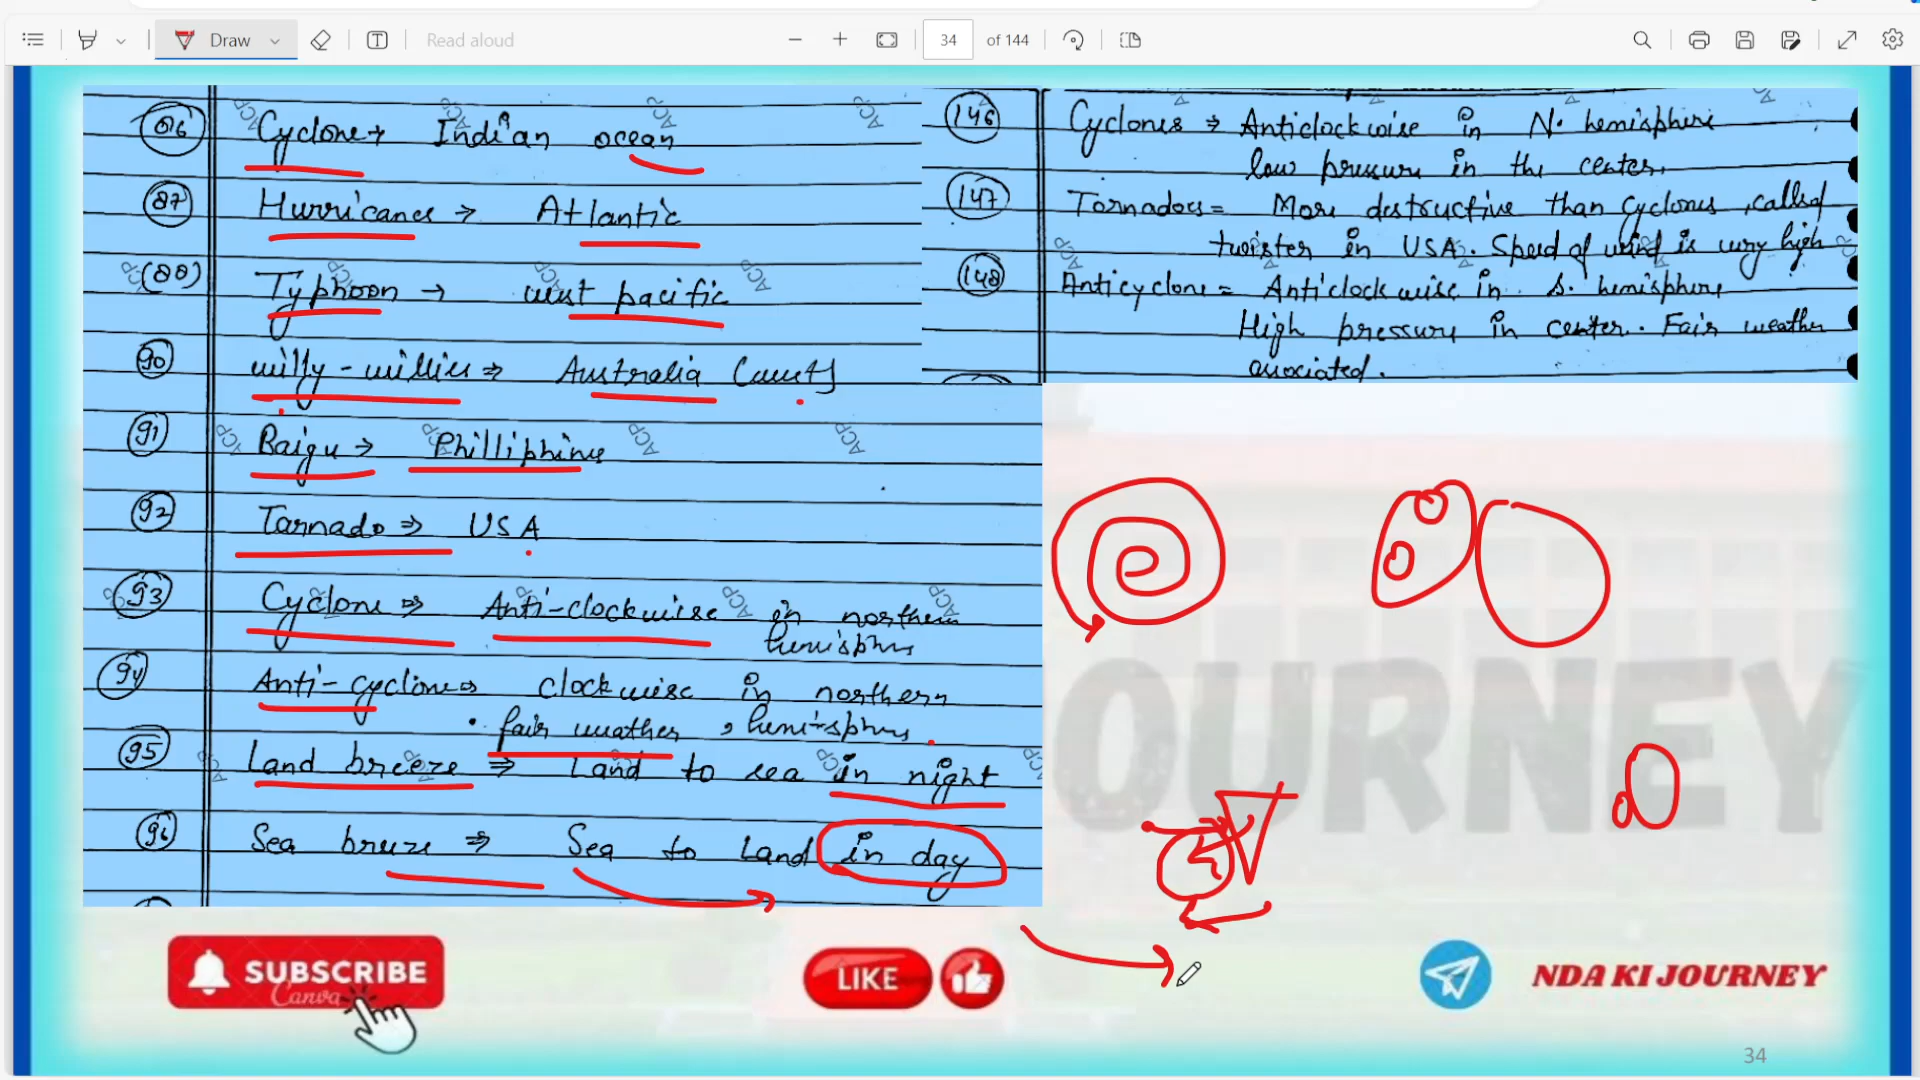 Draw
Read aloud
34 of 144
(86) Cyclone → Indian ocean
(87) Hurricanes → Atlantic
(88) Typhoon → west pacific
(90) willy-willies ⇒ Australia
(91) Baigu → Philliphine
(92) Tarnado ⇒ USA
(93) Cyclone ⇒ Anti-clockwise in northern
hemisphere
(94) Anti-cyclone ⇒ clockwise in northern
• fair weather, hemisphere.
(95) Land breeze ⇒ Land to sea in night
(96) Sea breeze ⇒ Sea to Land in day
(146) Cyclones → Anticlockwise in N. hemisphere
low pressure in the center.
(147) Tornadoes = More destructive than cyclones, called
twister in USA. Speed of wind is very high
(148) Anticyclone = Anticlockwise in S. hemisphere
High pressure in center. Fair weather
associated.
OURNEY
SUBSCRIBE
Canva
LIKE
NDA KI JOURNEY
34